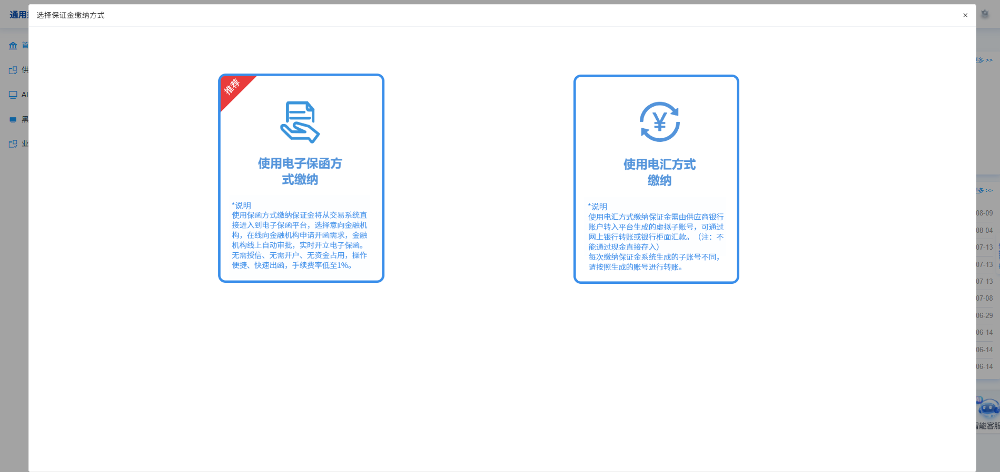 通用
选择保证金缴纳方式
×
首
供
AI
黑
业
推荐
使用电子保函方
式缴纳
*说明
使用保函方式缴纳保证金将从交易系统直
接进入到电子保函平台，选择意向金融机
构，在线向金融机构申请开函需求，金融
机构线上自动审批，实时开立电子保函。
无需授信、无需开户、无资金占用，操作
便捷、快速出函，手续费率低至1%。
使用电汇方式
缴纳
*说明
使用电汇方式缴纳保证金需由供应商银行
账户转入平台生成的虚拟子账号，可通过
网上银行转账或银行柜面汇款。（注：不
能通过现金直接存入）
每次缴纳保证金系统生成的子账号不同，
请按照生成的账号进行转账。
更多 >>
更多 >>
08-09
08-04
07-13
07-13
07-13
07-08
06-29
06-14
06-14
06-14
智能客服